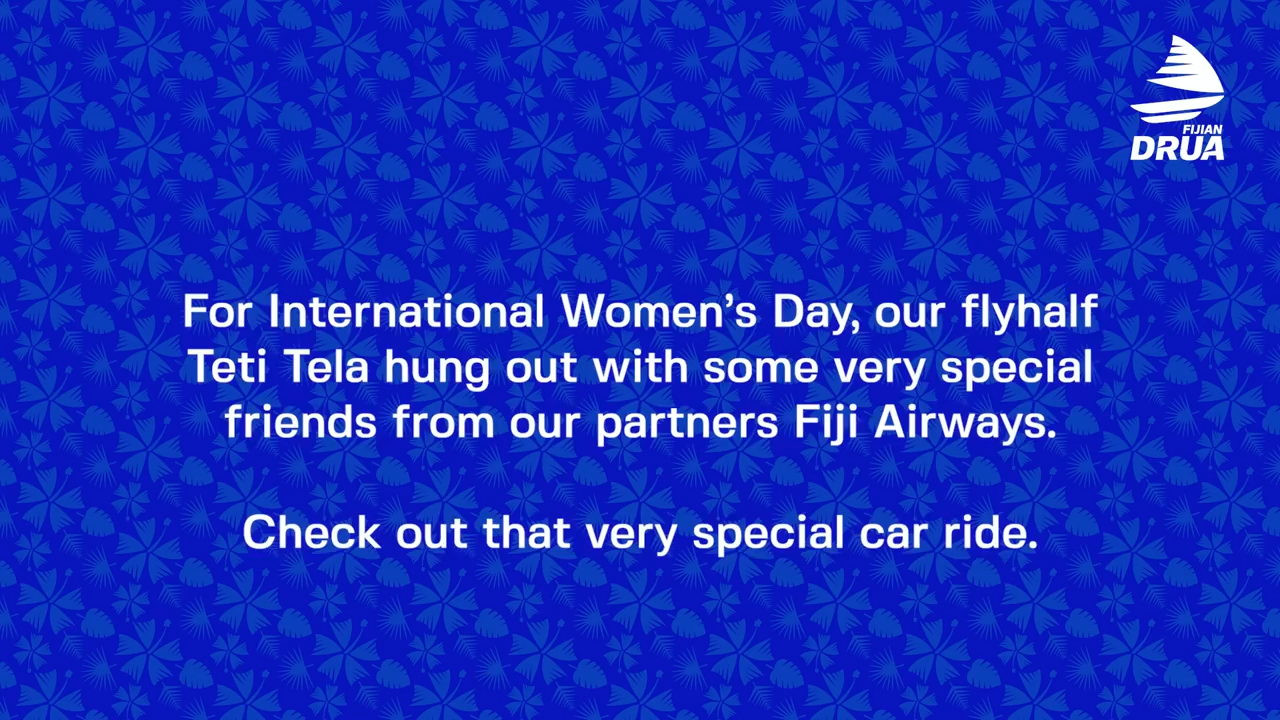 FIJIAN
DRUA
For International Women’s Day, our flyhalf
Teti Tela hung out with some very special
friends from our partners Fiji Airways.
Check out that very special car ride.